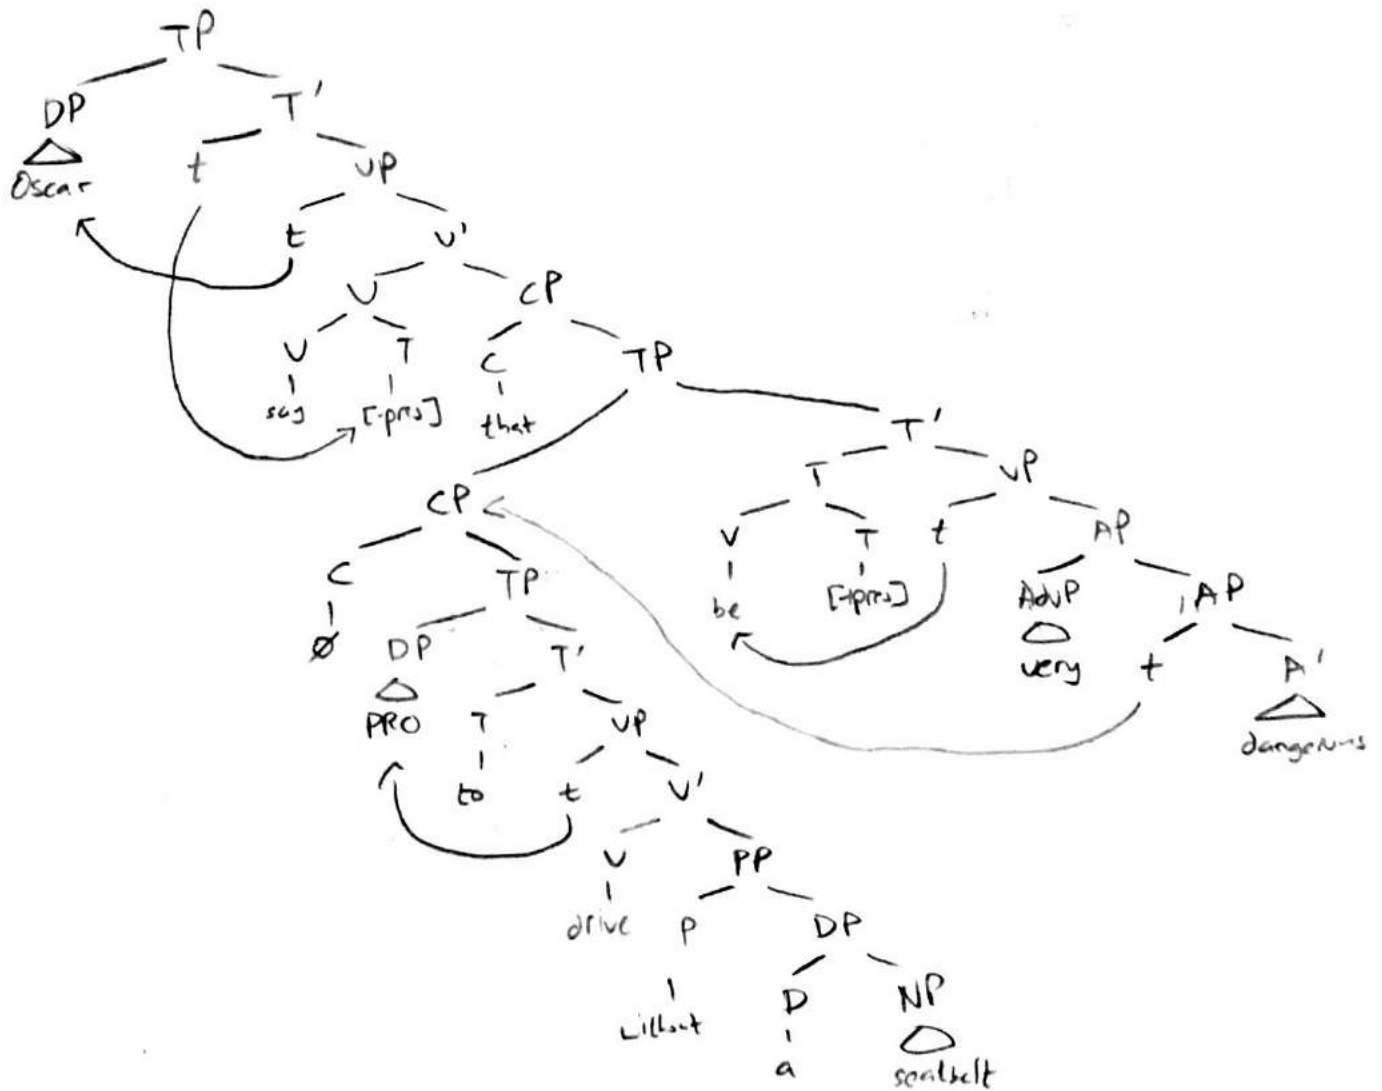 TP
DP T'
Oscar t VP
t V'
V CP
V T C TP
say [-pres] that T'
CP T VP
C TP V T t AP
∅ DP T' be [+pres] AdvP AP
PRO T VP very t A'
to t V' dangerous
V PP
drive P DP
without D NP
a seatbelt